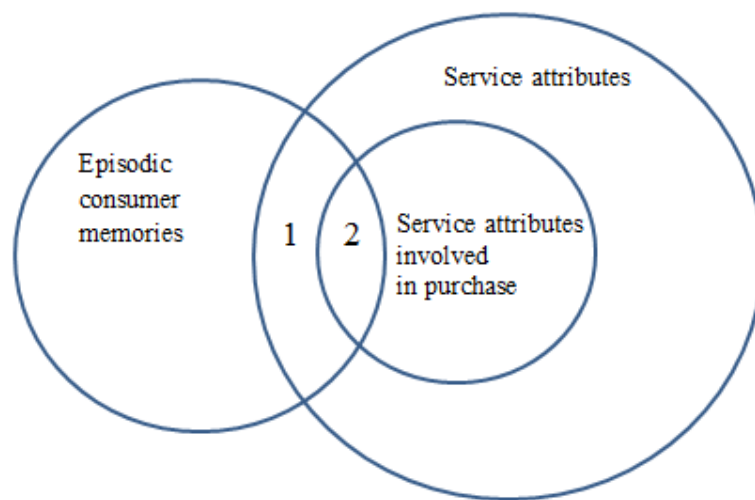 Service attributes
Episodic
consumer
memories
1
2
Service attributes
involved
in purchase